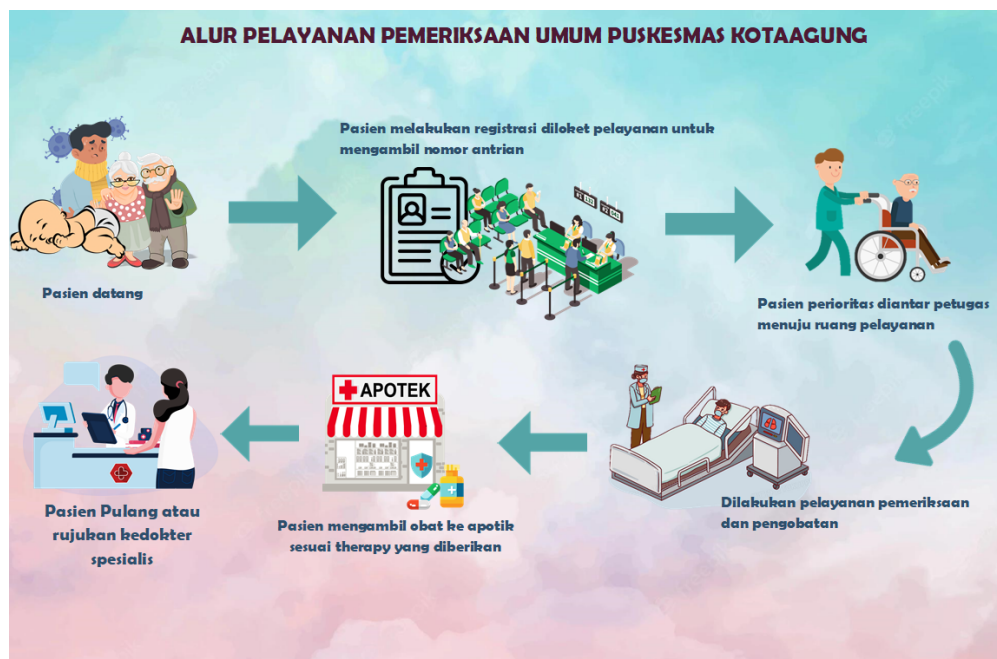 ALUR PELAYANAN PEMERIKSAAN UMUM PUSKESMAS KOTAAGUNG
Pasien melakukan registrasi diloket pelayanan untuk
mengambil nomor antrian
Pasien datang
Pasien perioritas diantar petugas
menuju ruang pelayanan
APOTEK
Dilakukan pelayanan pemeriksaan
dan pengobatan
Pasien mengambil obat ke apotik
sesuai therapy yang diberikan
Pasien Pulang atau
rujukan kedokter
spesialis